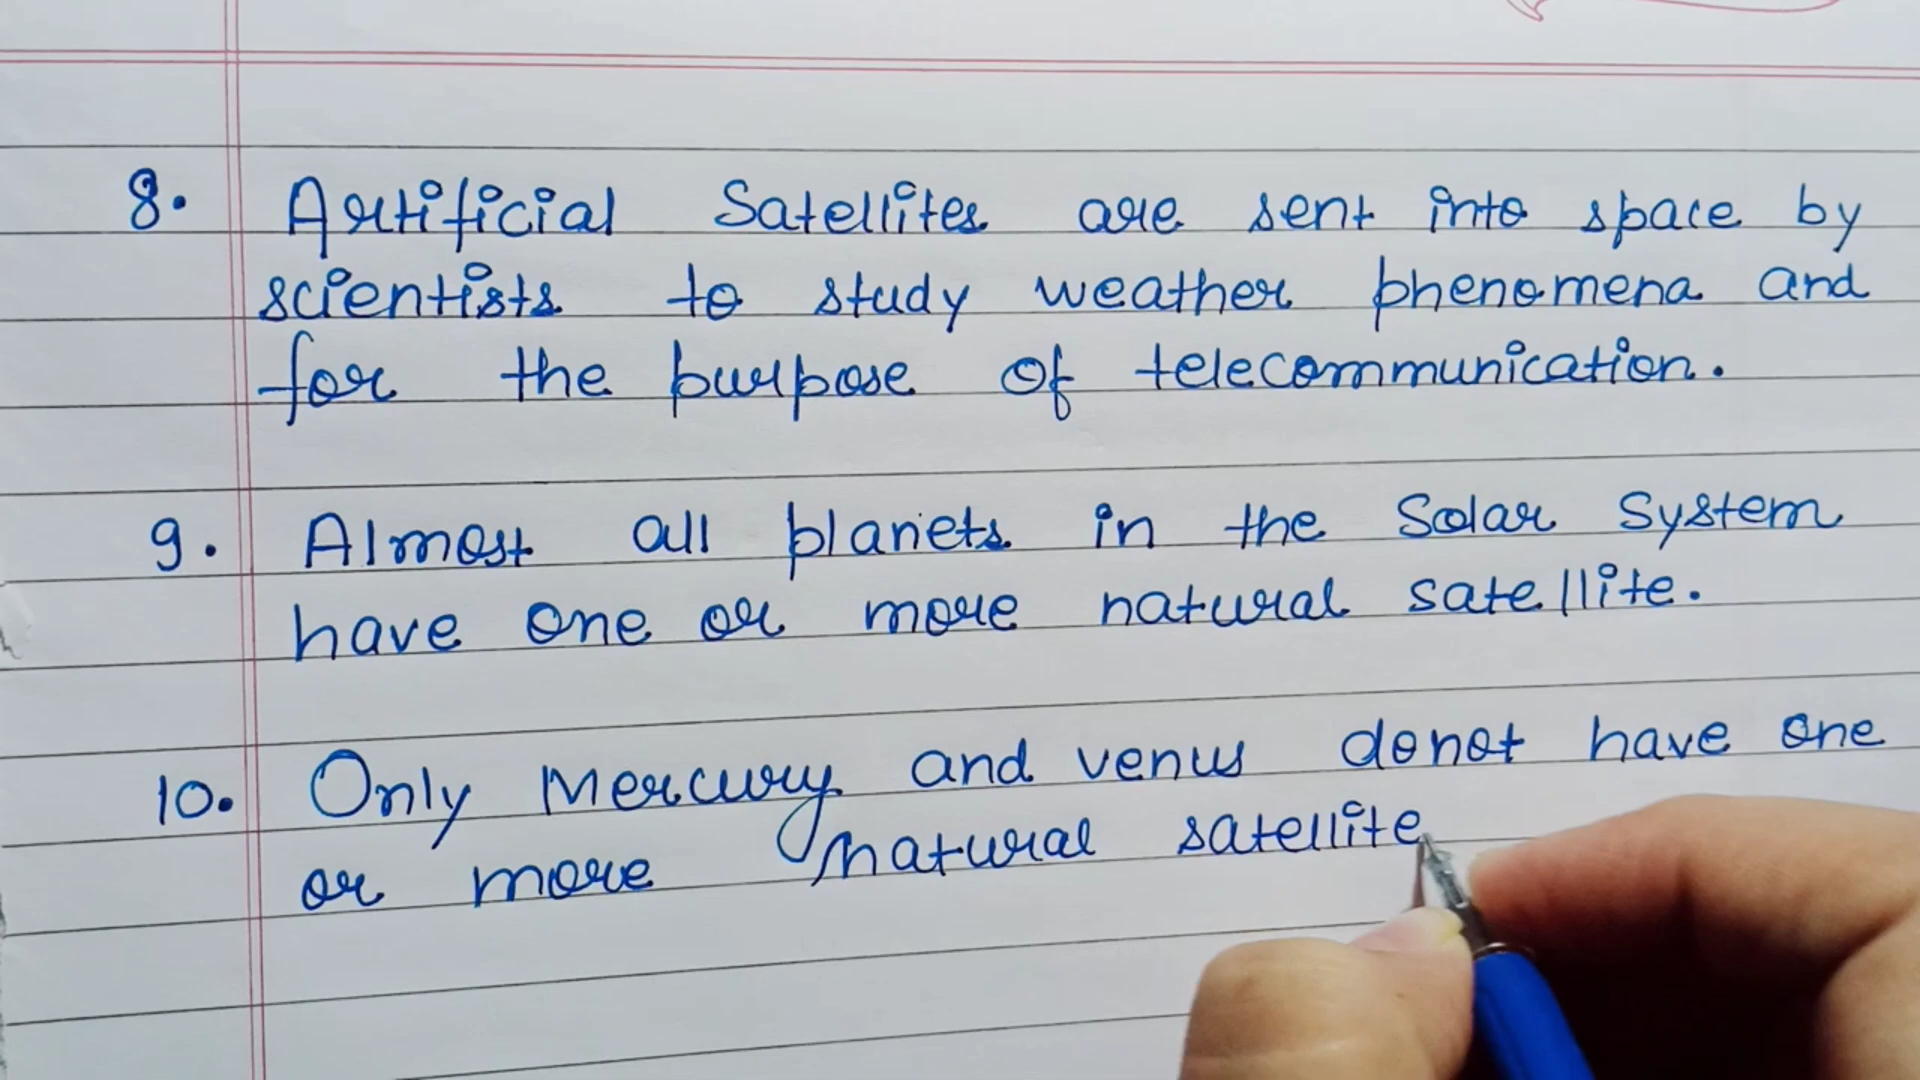 8. Artificial Satellites are sent into space by
scientists to study weather phenomena and
for the purpose of telecommunication.
9. Almost all planets in the Solar System
have one or more natural satellite.
10. Only Mercury and venus donot have one
or more natural satellite